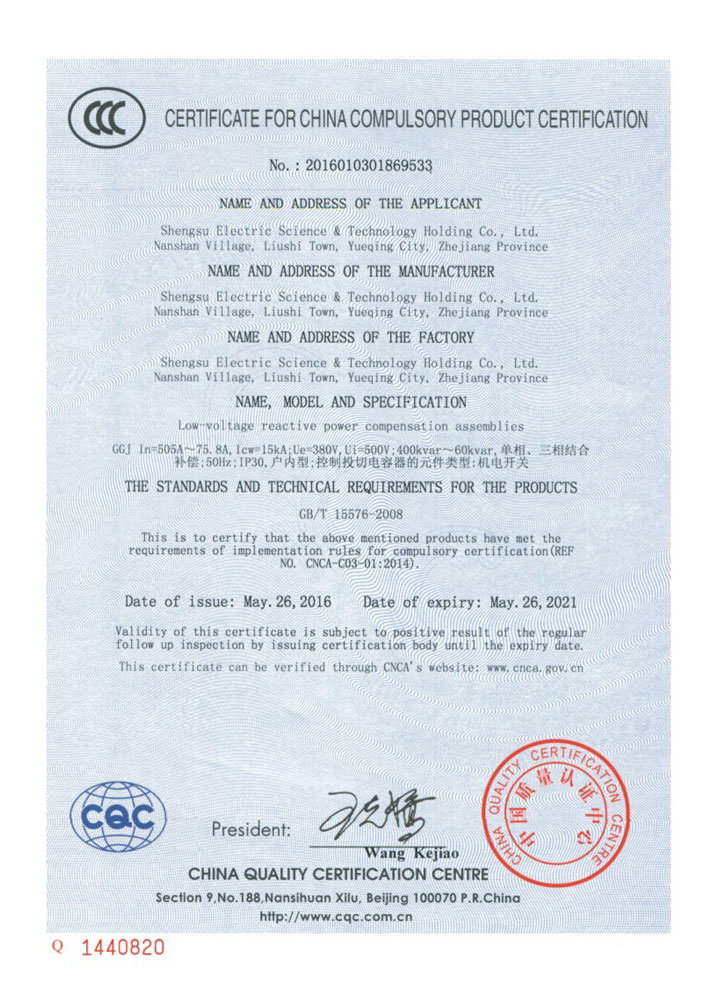 CCC
CERTIFICATE FOR CHINA COMPULSORY PRODUCT CERTIFICATION
No.: 2016010301869533
NAME AND ADDRESS OF THE APPLICANT
Shengsu Electric Science & Technology Holding Co., Ltd.
Nanshan Village, Liushi Town, Yueqing City, Zhejiang Province
NAME AND ADDRESS OF THE MANUFACTURER
Shengsu Electric Science & Technology Holding Co., Ltd.
Nanshan Village, Liushi Town, Yueqing City, Zhejiang Province
NAME AND ADDRESS OF THE FACTORY
Shengsu Electric Science & Technology Holding Co., Ltd.
Nanshan Village, Liushi Town, Yueqing City, Zhejiang Province
NAME, MODEL AND SPECIFICATION
Low-voltage reactive power compensation assemblies
GGJ In=505A~75.8A,Icw=15kA;Ue=380V,Ui=500V;400kvar~60kvar,单相、三相结合
补偿;50Hz;IP30,户内型;控制投切电容器的元件类型:机电开关
THE STANDARDS AND TECHNICAL REQUIREMENTS FOR THE PRODUCTS
GB/T 15576-2008
This is to certify that the above mentioned products have met the
requirements of implementation rules for compulsory certification(REF
NO. CNCA-C03-01:2014).
Date of issue: May.26,2016 Date of expiry: May.26,2021
Validity of this certificate is subject to positive result of the regular
follow up inspection by issuing certification body until the expiry date.
This certificate can be verified through CNCA's website: www.cnca.gov.cn
CQC
President:
Wang Kejiao
CHINA QUALITY CERTIFICATION CENTRE
中国质量认证中心
CHINA QUALITY CERTIFICATION CENTRE
Section 9,No.188,Nansihuan Xilu, Beijing 100070 P.R.China
http://www.cqc.com.cn
Q 1440820